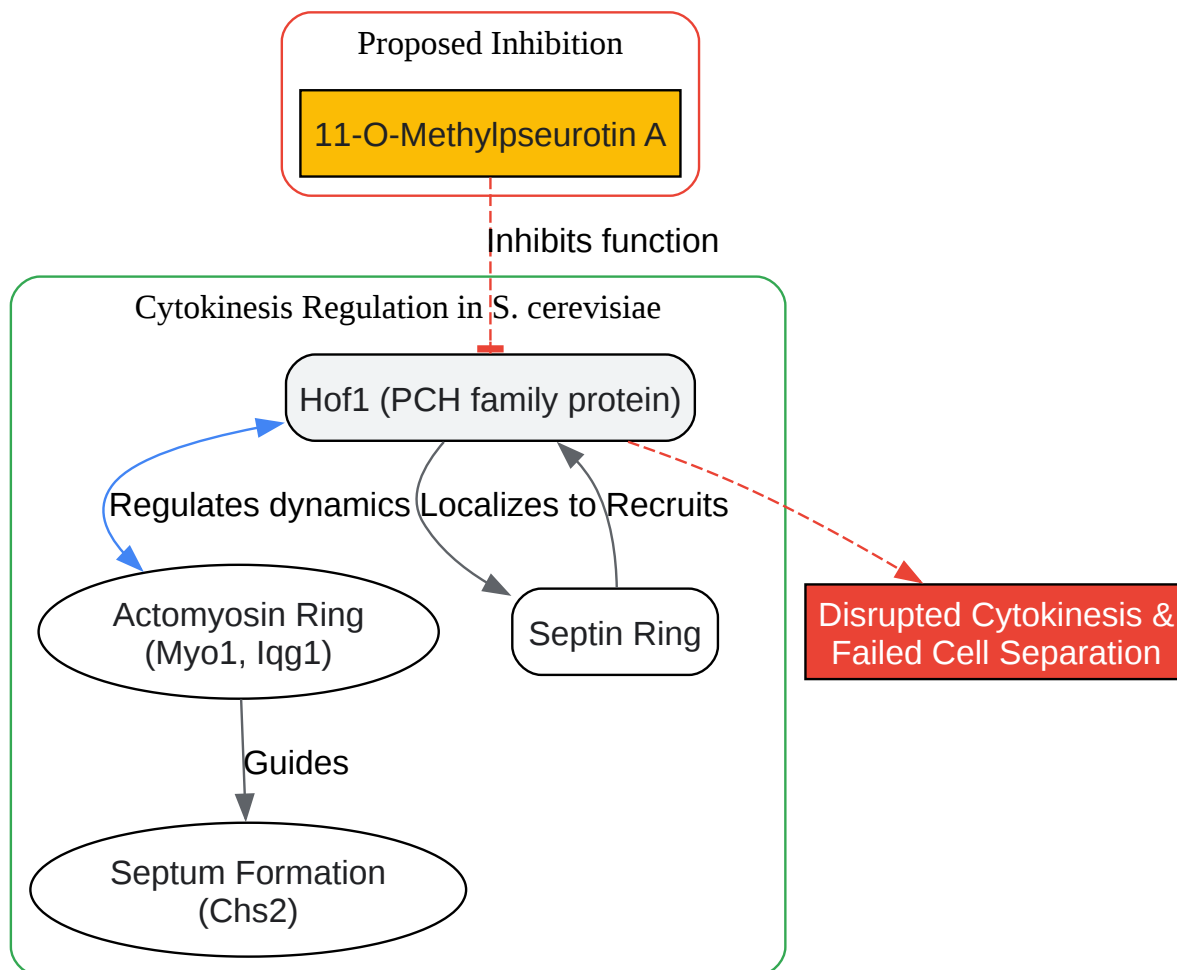 Proposed Inhibition
11-O-Methylpseurotin A
Inhibits function
Cytokinesis Regulation in S. cerevisiae
Hof1 (PCH family protein)
Regulates dynamics
Localizes to
Recruits
Actomyosin Ring
(Myo1, Iqg1)
Septin Ring
Disrupted Cytokinesis &
Failed Cell Separation
Guides
Septum Formation
(Chs2)